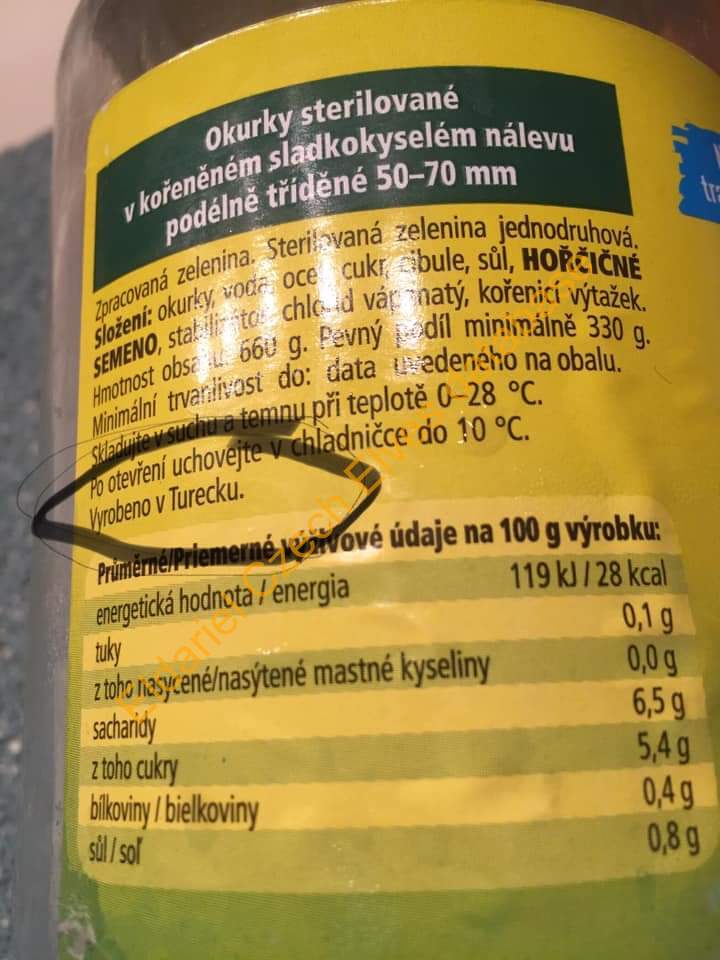 Okurky sterilované
v kořeněném sladkokyselém nálevu
podélně tříděné 50–70 mm
Zpracovaná zelenina. Sterilovaná zelenina jednodruhová.
Složení: okurky, voda, ocet, cukr, cibule, sůl, HOŘČIČNÉ
SEMENO, stabilizátor chlorid vápenatý, kořenicí výtažek.
Hmotnost obsahu: 660 g. Pevný podíl minimálně 330 g.
Minimální trvanlivost do: data uvedeného na obalu.
Skladujte v suchu a temnu při teplotě 0–28 °C.
Po otevření uchovejte v chladničce do 10 °C.
Vyrobeno v Turecku.
Průměrné/Priemerné výživové údaje na 100 g výrobku:
energetická hodnota / energia 119 kJ / 28 kcal
tuky 0,1 g
z toho nasycené/nasýtené mastné kyseliny 0,0 g
sacharidy 6,5 g
z toho cukry 5,4 g
bílkoviny / bielkoviny 0,4 g
sůl / soľ 0,8 g
Czech